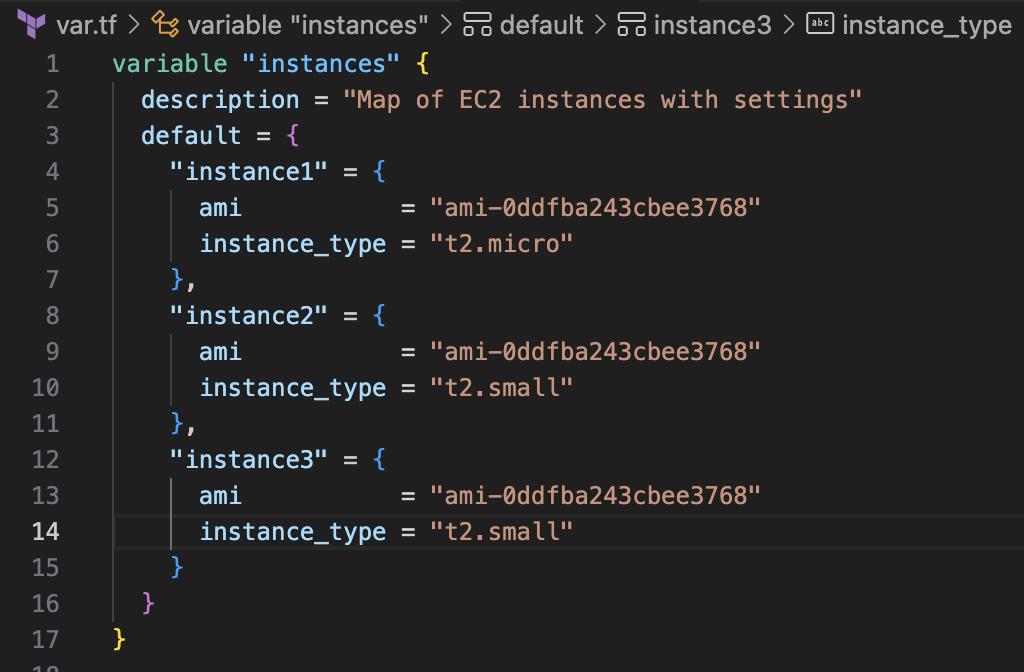 var.tf > variable "instances" > default > instance3 > abc instance_type
1 variable "instances" {
2   description = "Map of EC2 instances with settings"
3   default = {
4     "instance1" = {
5       ami           = "ami-0ddfba243cbee3768"
6       instance_type = "t2.micro"
7     },
8     "instance2" = {
9       ami           = "ami-0ddfba243cbee3768"
10       instance_type = "t2.small"
11     },
12     "instance3" = {
13       ami           = "ami-0ddfba243cbee3768"
14       instance_type = "t2.small"
15     }
16   }
17 }
18